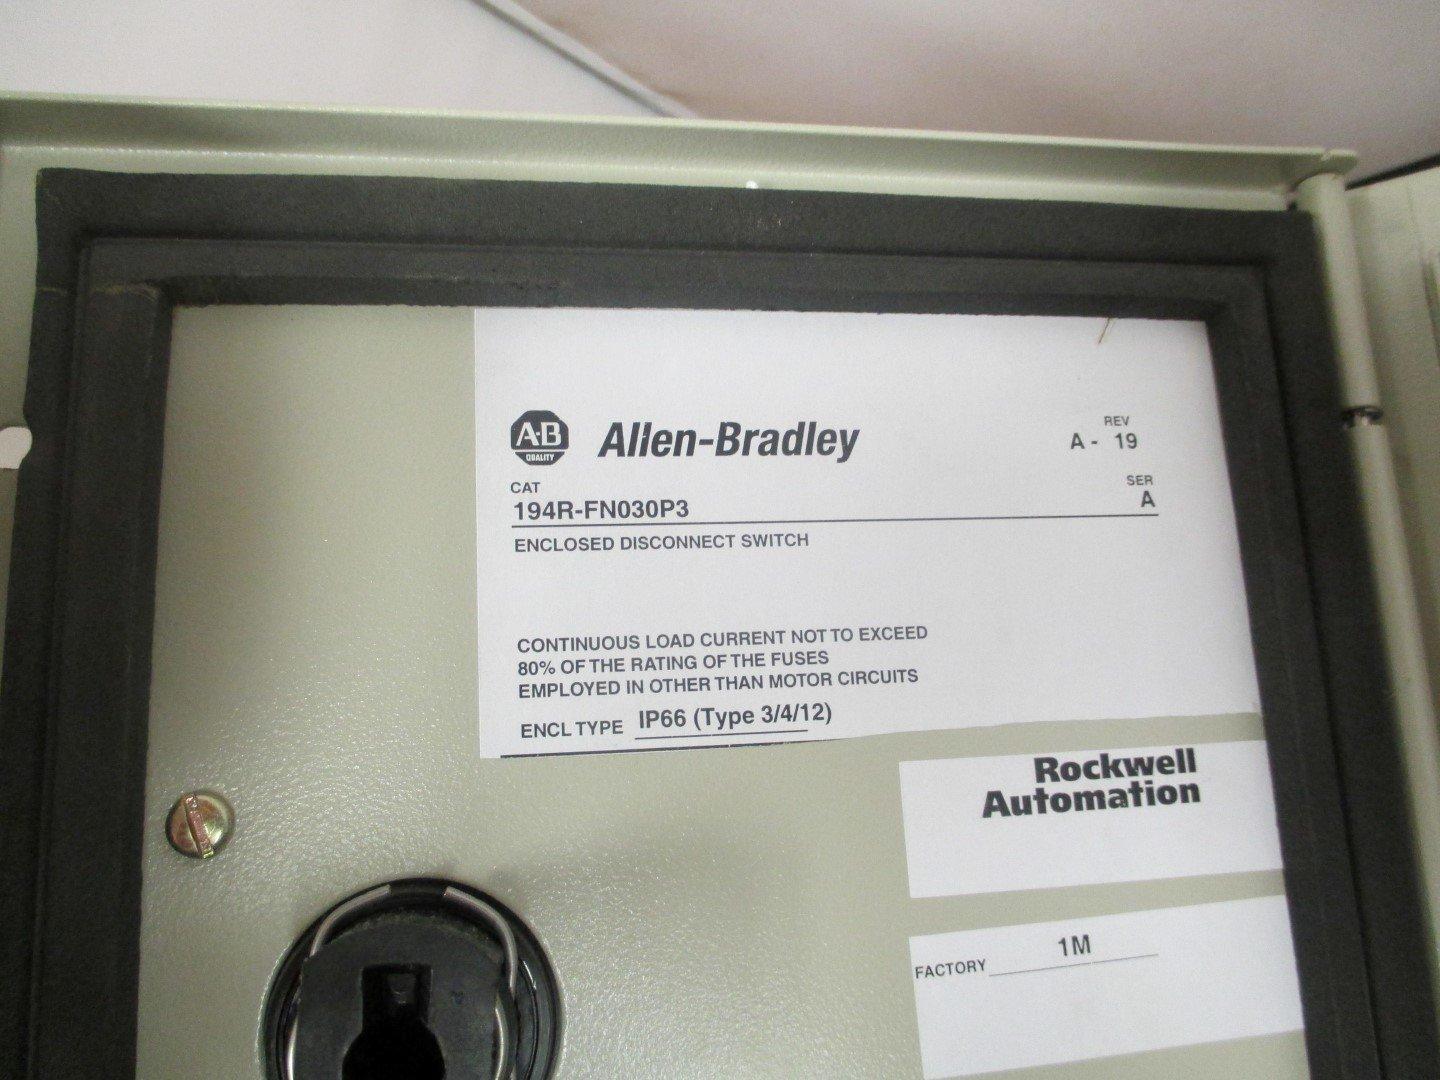 A-B
QUALITY
Allen-Bradley
REV
A - 19
CAT
SER
194R-FN030P3
A
ENCLOSED DISCONNECT SWITCH
CONTINUOUS LOAD CURRENT NOT TO EXCEED
80% OF THE RATING OF THE FUSES
EMPLOYED IN OTHER THAN MOTOR CIRCUITS
ENCL TYPE IP66 (Type 3/4/12)
Rockwell
Automation
FACTORY 1M